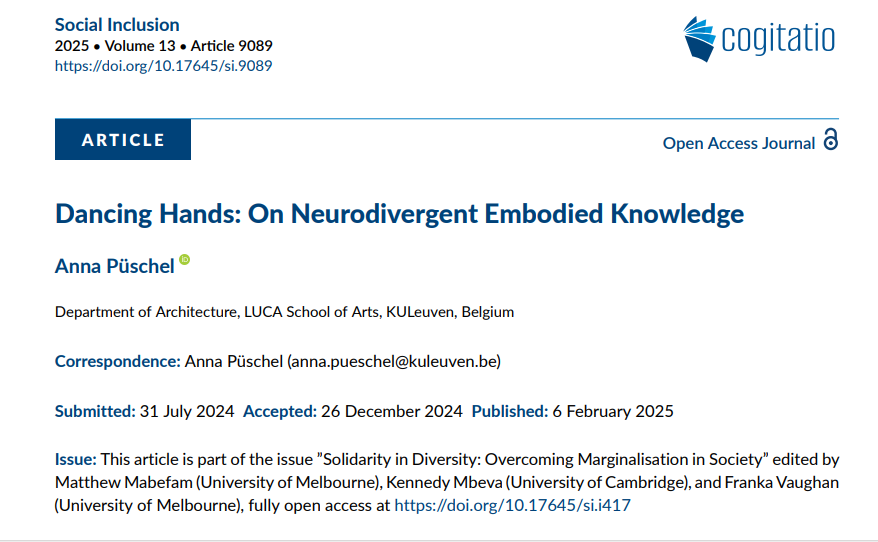 Social Inclusion
2025 • Volume 13 • Article 9089
https://doi.org/10.17645/si.9089
cogitatio
ARTICLE
Open Access Journal
Dancing Hands: On Neurodivergent Embodied Knowledge
Anna Püschel
Department of Architecture, LUCA School of Arts, KULeuven, Belgium
Correspondence: Anna Püschel (anna.pueschel@kuleuven.be)
Submitted: 31 July 2024 Accepted: 26 December 2024 Published: 6 February 2025
Issue: This article is part of the issue ”Solidarity in Diversity: Overcoming Marginalisation in Society” edited by
Matthew Mabefam (University of Melbourne), Kennedy Mbeva (University of Cambridge), and Franka Vaughan
(University of Melbourne), fully open access at https://doi.org/10.17645/si.i417